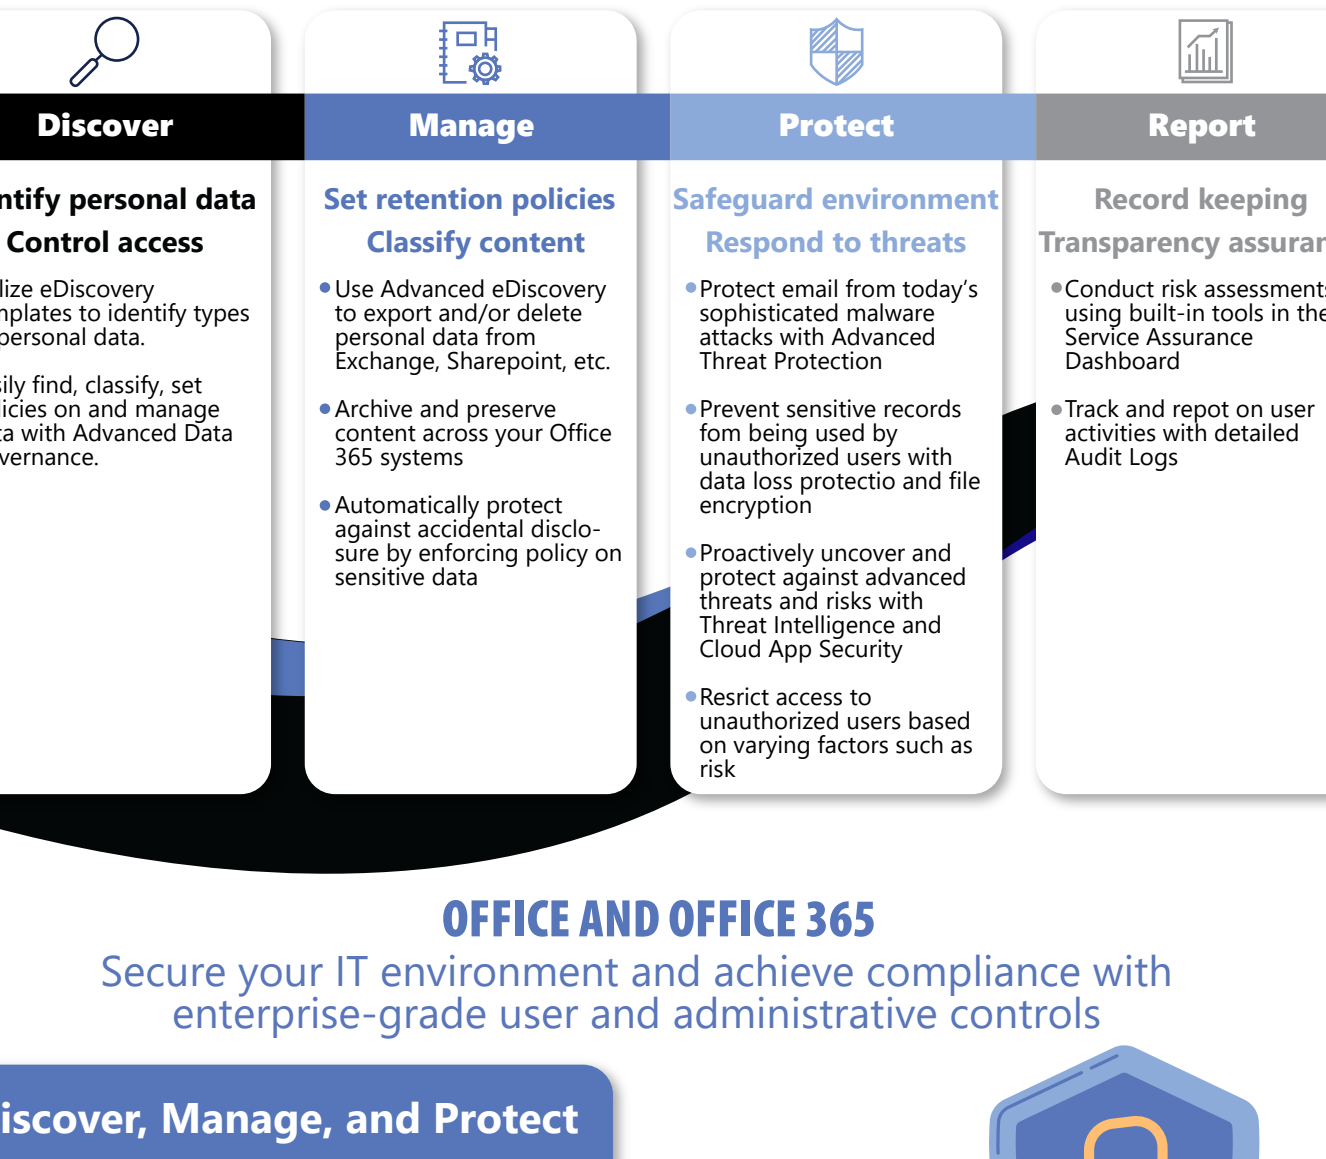 Discover
ntify personal data
Control access
lize eDiscovery
nplates to identify types
personal data.
sily find, classify, set
licies on and manage
ta with Advanced Data
vernance.
Manage
Set retention policies
Classify content
Use Advanced eDiscovery
to export and/or delete
personal data from
Exchange, Sharepoint, etc.
Archive and preserve
content across your Office
365 systems
Automatically protect
against accidental disclo-
sure by enforcing policy on
sensitive data
Protect
Safeguard environment
Respond to threats
Protect email from today's
sophisticated malware
attacks with Advanced
Threat Protection
Prevent sensitive records
fom being used by
unauthorized users with
data loss protectio and file
encryption
Proactively uncover and
protect against advanced
threats and risks with
Threat Intelligence and
Cloud App Security
Resrict access to
unauthorized users based
on varying factors such as
risk
Report
Record keeping
Transparency assuran
Conduct risk assessments
using built-in tools in the
Service Assurance
Dashboard
Track and repot on user
activities with detailed
Audit Logs
OFFICE AND OFFICE 365
Secure your IT environment and achieve compliance with
enterprise-grade user and administrative controls
iscover, Manage, and Protect